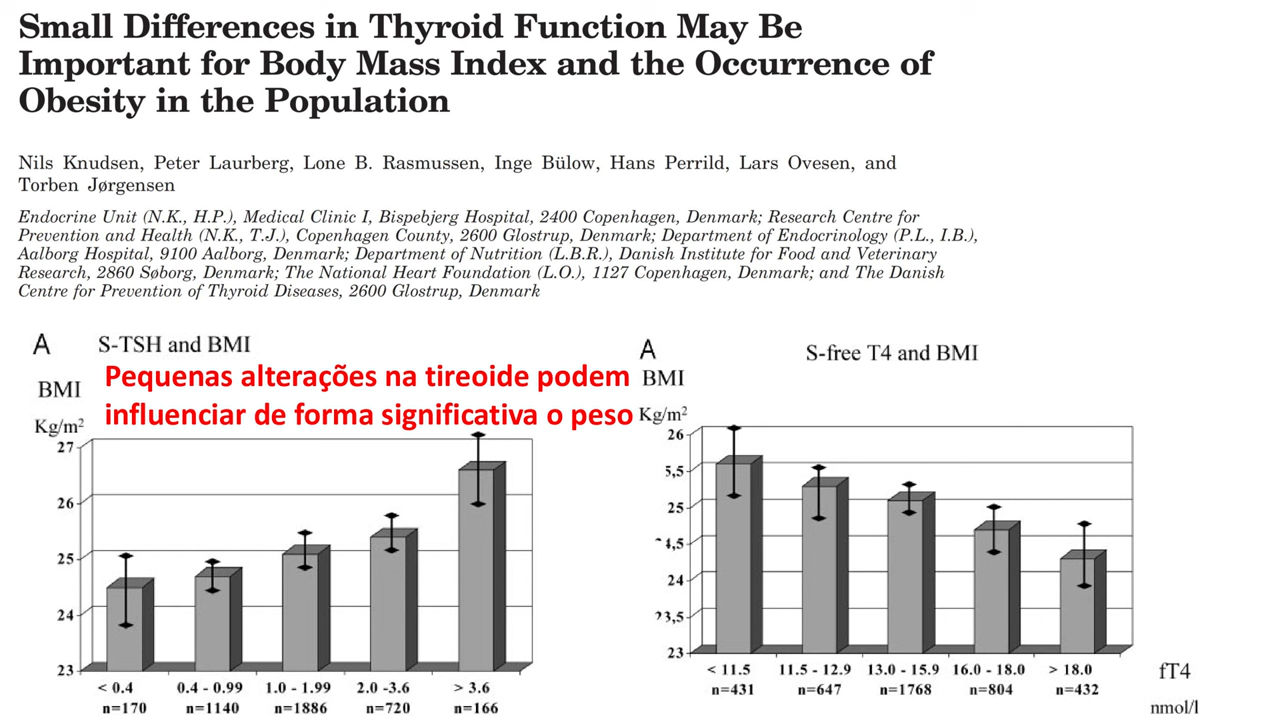 Small Differences in Thyroid Function May Be
Important for Body Mass Index and the Occurrence of
Obesity in the Population
Nils Knudsen, Peter Laurberg, Lone B. Rasmussen, Inge Bülow, Hans Perrild, Lars Ovesen, and
Torben Jørgensen
Endocrine Unit (N.K., H.P.), Medical Clinic I, Bispebjerg Hospital, 2400 Copenhagen, Denmark; Research Centre for
Prevention and Health (N.K., T.J.), Copenhagen County, 2600 Glostrup, Denmark; Department of Endocrinology (P.L., I.B.),
Aalborg Hospital, 9100 Aalborg, Denmark; Department of Nutrition (L.B.R.), Danish Institute for Food and Veterinary
Research, 2860 Søborg, Denmark; The National Heart Foundation (L.O.), 1127 Copenhagen, Denmark; and The Danish
Centre for Prevention of Thyroid Diseases, 2600 Glostrup, Denmark
A S-TSH and BMI
Pequenas alterações na tireoide podem
influenciar de forma significativa o peso
BMI
Kg/m²
27
26
25
24
23
< 0.4 0.4 - 0.99 1.0 - 1.99 2.0 -3.6 > 3.6
n=170 n=1140 n=1886 n=720 n=166
A S-free T4 and BMI
BMI
Kg/m²
26
5,5
25
4,5
24
3,5
23
< 11.5 11.5 - 12.9 13.0 - 15.9 16.0 - 18.0 > 18.0 fT4
n=431 n=647 n=1768 n=804 n=432
nmol/l